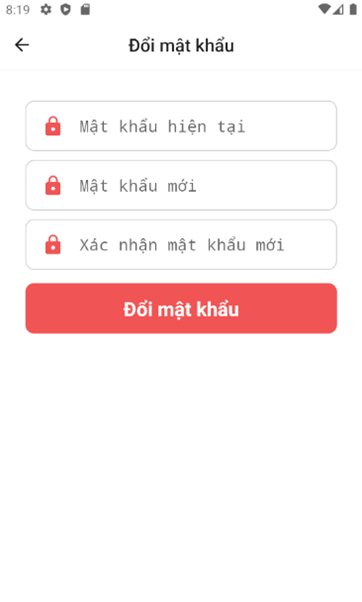 8:19
Đổi mật khẩu
Mật khẩu hiện tại
Mật khẩu mới
Xác nhận mật khẩu mới
Đổi mật khẩu